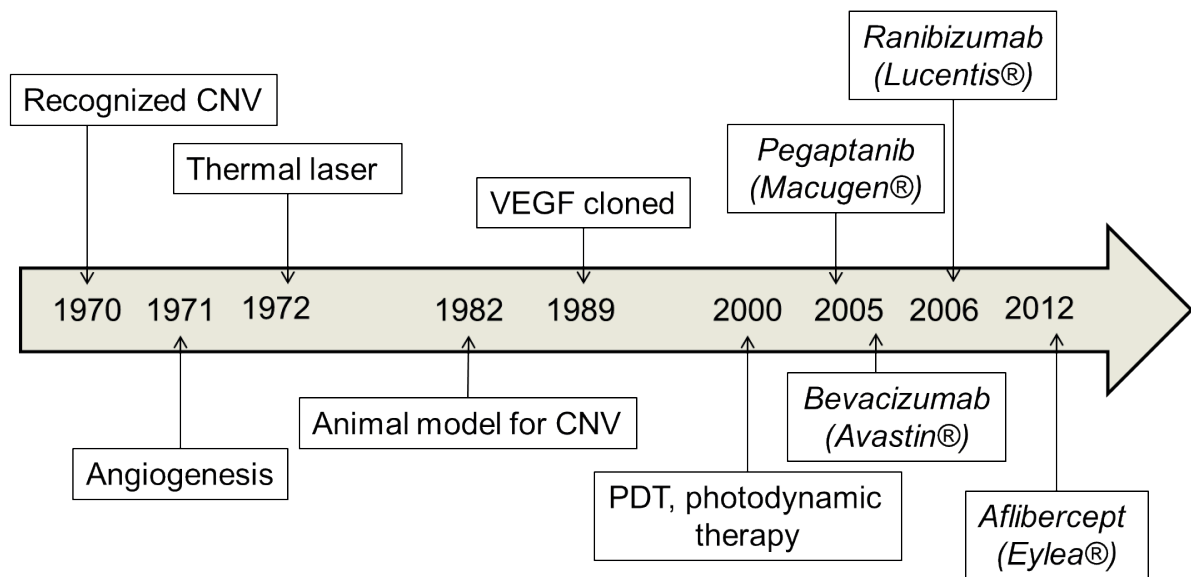 Ranibizumab
(Lucentis®)
Recognized CNV
Thermal laser
Pegaptanib
(Macugen®)
VEGF cloned
1970 1971 1972 1982 1989 2000 2005 2006 2012
Bevacizumab
(Avastin®)
Animal model for CNV
Angiogenesis
PDT, photodynamic
therapy
Aflibercept
(Eylea®)